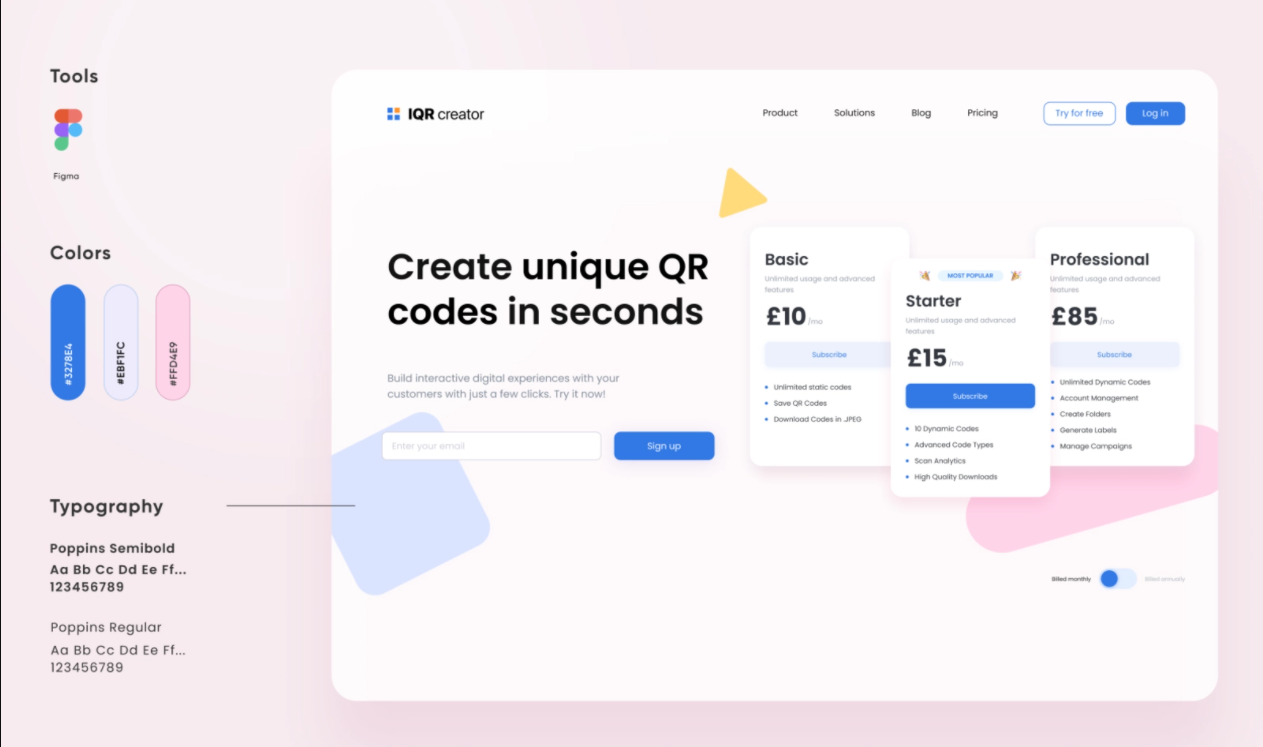 Tools
Figma
Colors
#3278E4
#EBF1FC
#FFD4E9
Typography
Poppins Semibold
Aa Bb Cc Dd Ee Ff...
123456789
Poppins Regular
Aa Bb Cc Dd Ee Ff...
123456789
IQR creator
Product
Solutions
Blog
Pricing
Try for free
Log in
Create unique QR
codes in seconds
Build interactive digital experiences with your
customers with just a few clicks. Try it now!
Enter your email
Sign up
Basic
Unlimited usage and advanced
features
£10 /mo
Subscribe
Unlimited static codes
Save QR Codes
Download Codes in .JPEG
MOST POPULAR
Starter
Unlimited usage and advanced
features
£15 /mo
Subscribe
10 Dynamic Codes
Advanced Code Types
Scan Analytics
High Quality Downloads
Professional
Unlimited usage and advanced
features
£85 /mo
Subscribe
Unlimited Dynamic Codes
Account Management
Create Folders
Generate Labels
Manage Campaigns
Billed monthly
Billed annualy